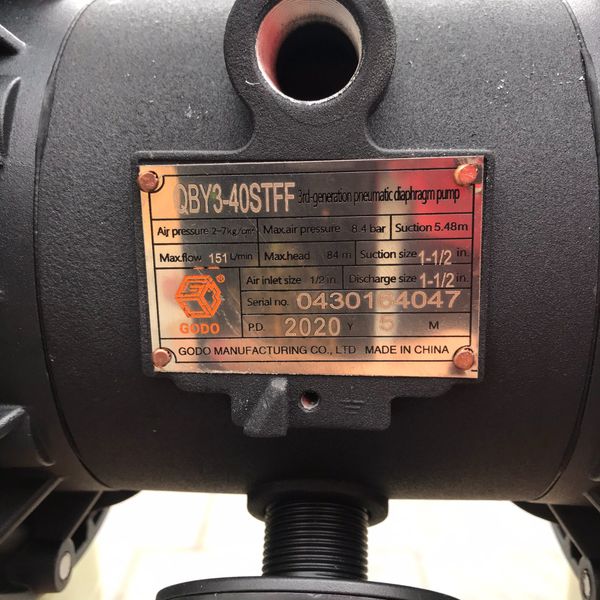 QBY3-40STFF 3rd-generation pneumatic diaphragm pump
Air pressure 2-7kg/cm² Max.air pressure 8.4 bar Suction 5.48m
Max.flow 151 L/min Max.head 84 m Suction size 1-1/2 in.
Air inlet size 1/2 in. Discharge size 1-1/2 in.
Serial no. 0430184047
GODO ®
P.D. 2020 Y 5 M
GODO MANUFACTURING CO., LTD MADE IN CHINA